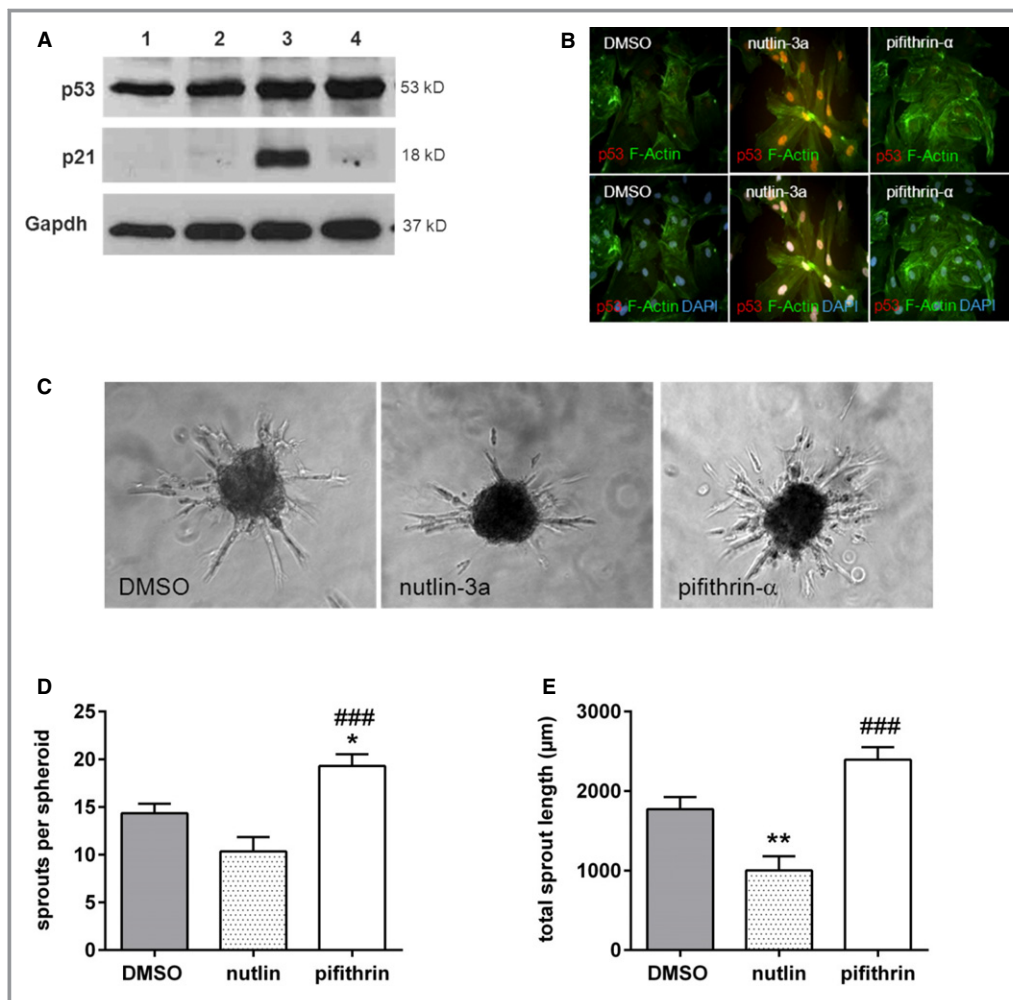 A
1 2 3 4
p53
53 kD
p21
18 kD
Gapdh
37 kD
B
DMSO
nutlin-3a
pifithrin-α
p53 F-Actin
p53 F-Actin
p53 F-Actin
DMSO
nutlin-3a
pifithrin-α
p53 F-Actin DAPI
p53 F-Actin DAPI
p53 F-Actin DAPI
C
DMSO
nutlin-3a
pifithrin-α
D
sprouts per spheroid
25
20
15
10
5
0
###
*
DMSO nutlin pifithrin
E
total sprout length (µm)
3000
2000
1000
0
**
###
DMSO nutlin pifithrin